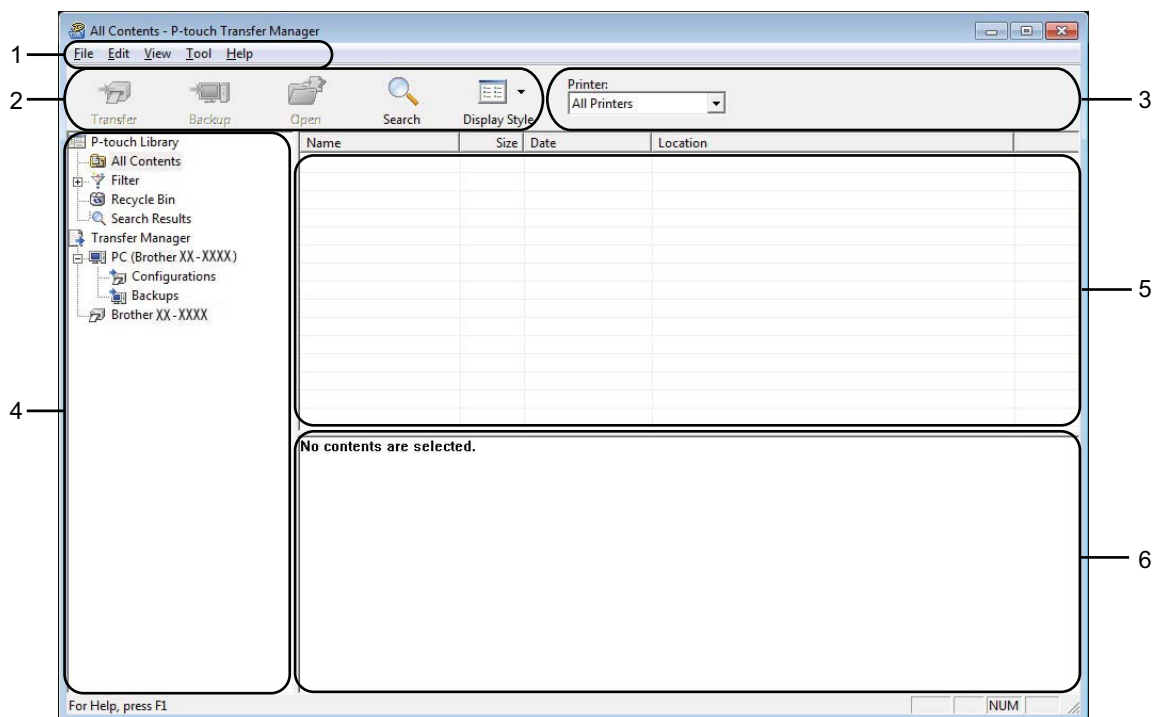 All Contents - P-touch Transfer Manager
1
File Edit View Tool Help
2
Transfer Backup Open Search Display Style
Printer:
All Printers
3
P-touch Library
All Contents
Filter
Recycle Bin
Search Results
Transfer Manager
PC (Brother XX-XXXX)
Configurations
Backups
Brother XX-XXXX
4
Name Size Date Location
5
No contents are selected.
6
For Help, press F1
NUM